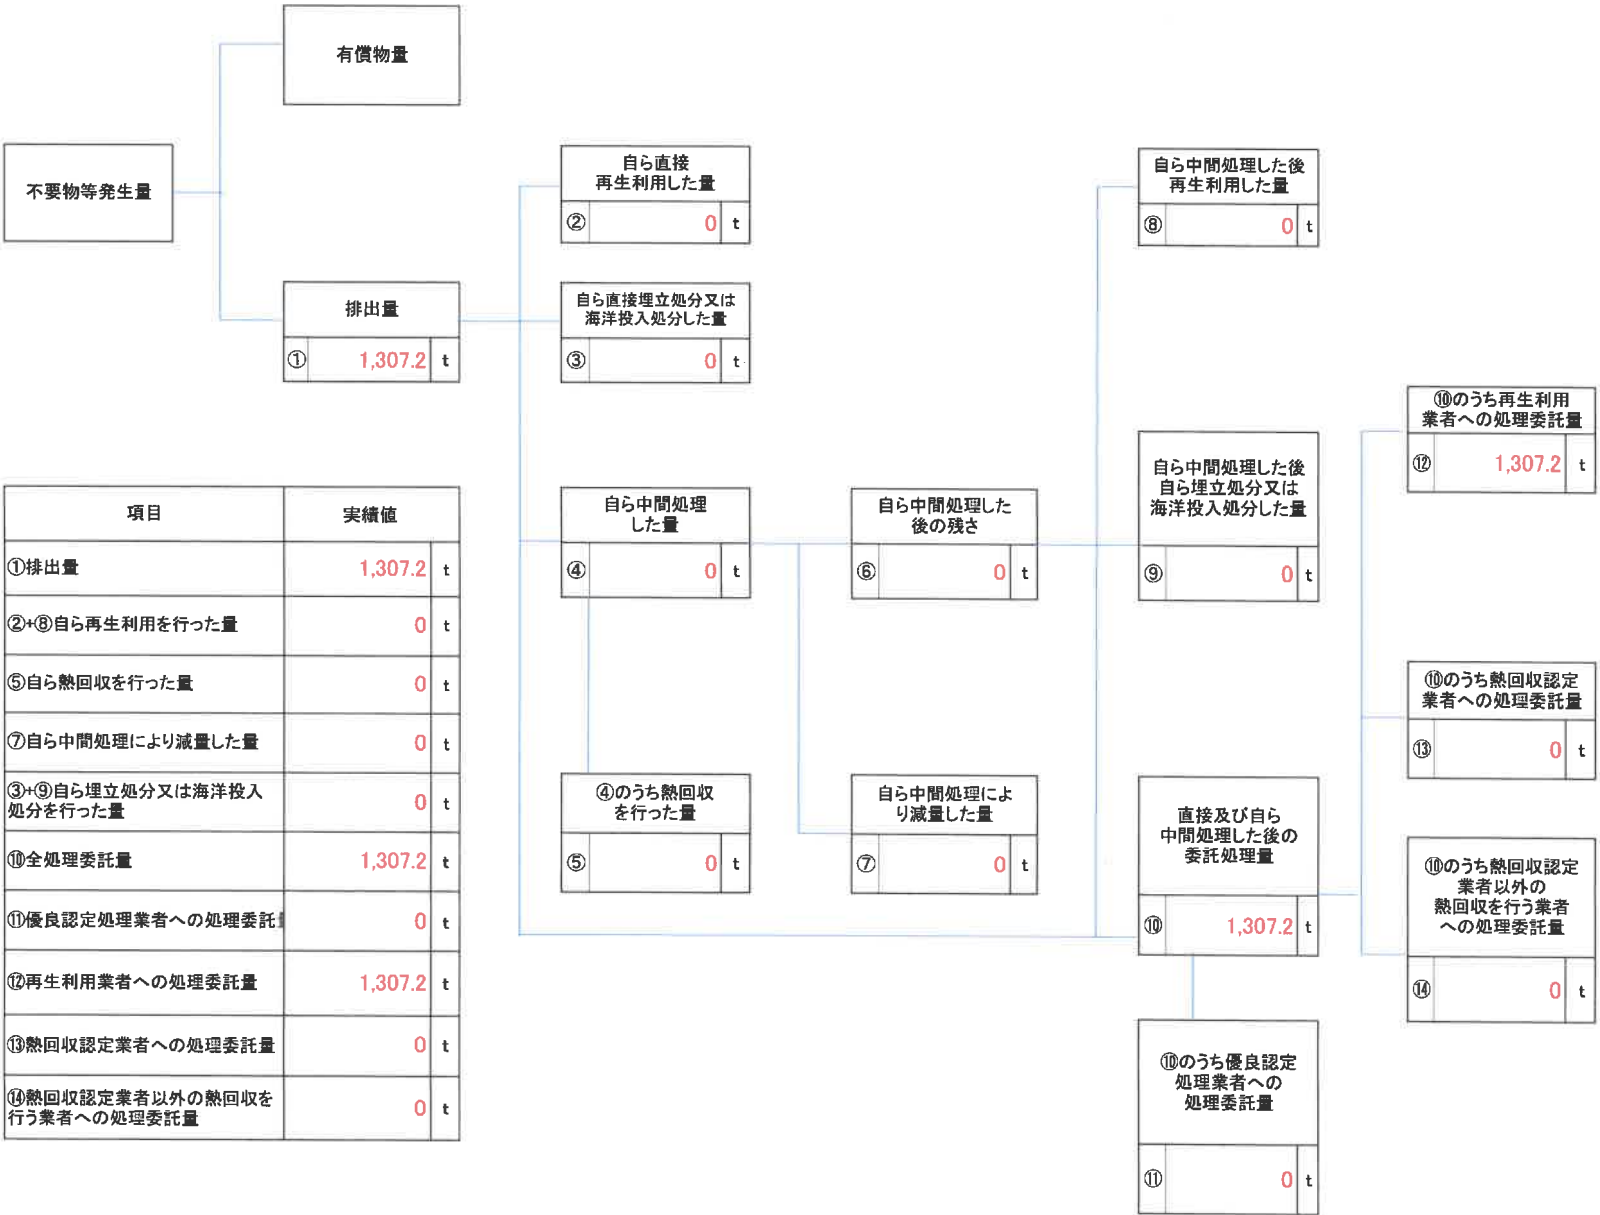 有償物量
不要物等発生量
排出量
① 1,307.2 t
自ら直接
再生利用した量
② 0 t
自ら直接埋立処分又は
海洋投入処分した量
③ 0 t
自ら中間処理
した量
④ 0 t
④のうち熱回収
を行った量
⑤ 0 t
自ら中間処理した
後の残さ
⑥ 0 t
自ら中間処理によ
り減量した量
⑦ 0 t
自ら中間処理した後
再生利用した量
⑧ 0 t
自ら中間処理した後
自ら埋立処分又は
海洋投入処分した量
⑨ 0 t
直接及び自ら
中間処理した後の
委託処理量
⑩ 1,307.2 t
⑩のうち優良認定
処理業者への
処理委託量
⑪ 0 t
⑩のうち再生利用
業者への処理委託量
⑫ 1,307.2 t
⑩のうち熱回収認定
業者への処理委託量
⑬ 0 t
⑩のうち熱回収認定
業者以外の
熱回収を行う業者
への処理委託量
⑭ 0 t
項目 実績値
①排出量 1,307.2 t
②+⑧自ら再生利用を行った量 0 t
⑤自ら熱回収を行った量 0 t
⑦自ら中間処理により減量した量 0 t
③+⑨自ら埋立処分又は海洋投入
処分を行った量 0 t
⑩全処理委託量 1,307.2 t
⑪優良認定処理業者への処理委託 0 t
⑫再生利用業者への処理委託量 1,307.2 t
⑬熱回収認定業者への処理委託量 0 t
⑭熱回収認定業者以外の熱回収を
行う業者への処理委託量 0 t